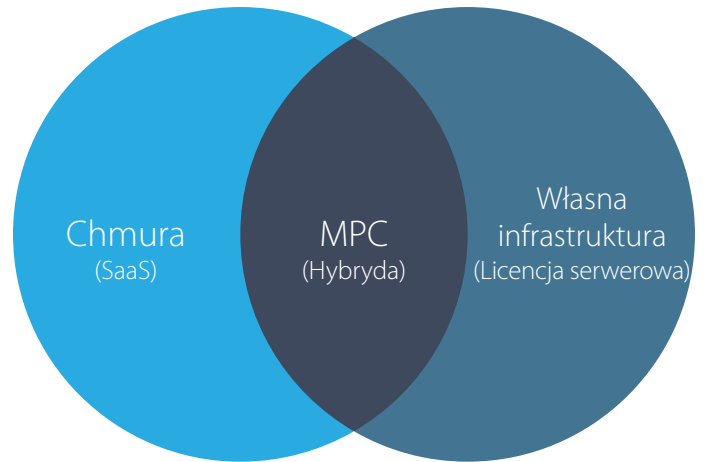 Chmura
(SaaS)
MPC
(Hybryda)
Własna
infrastruktura
(Licencja serwerowa)